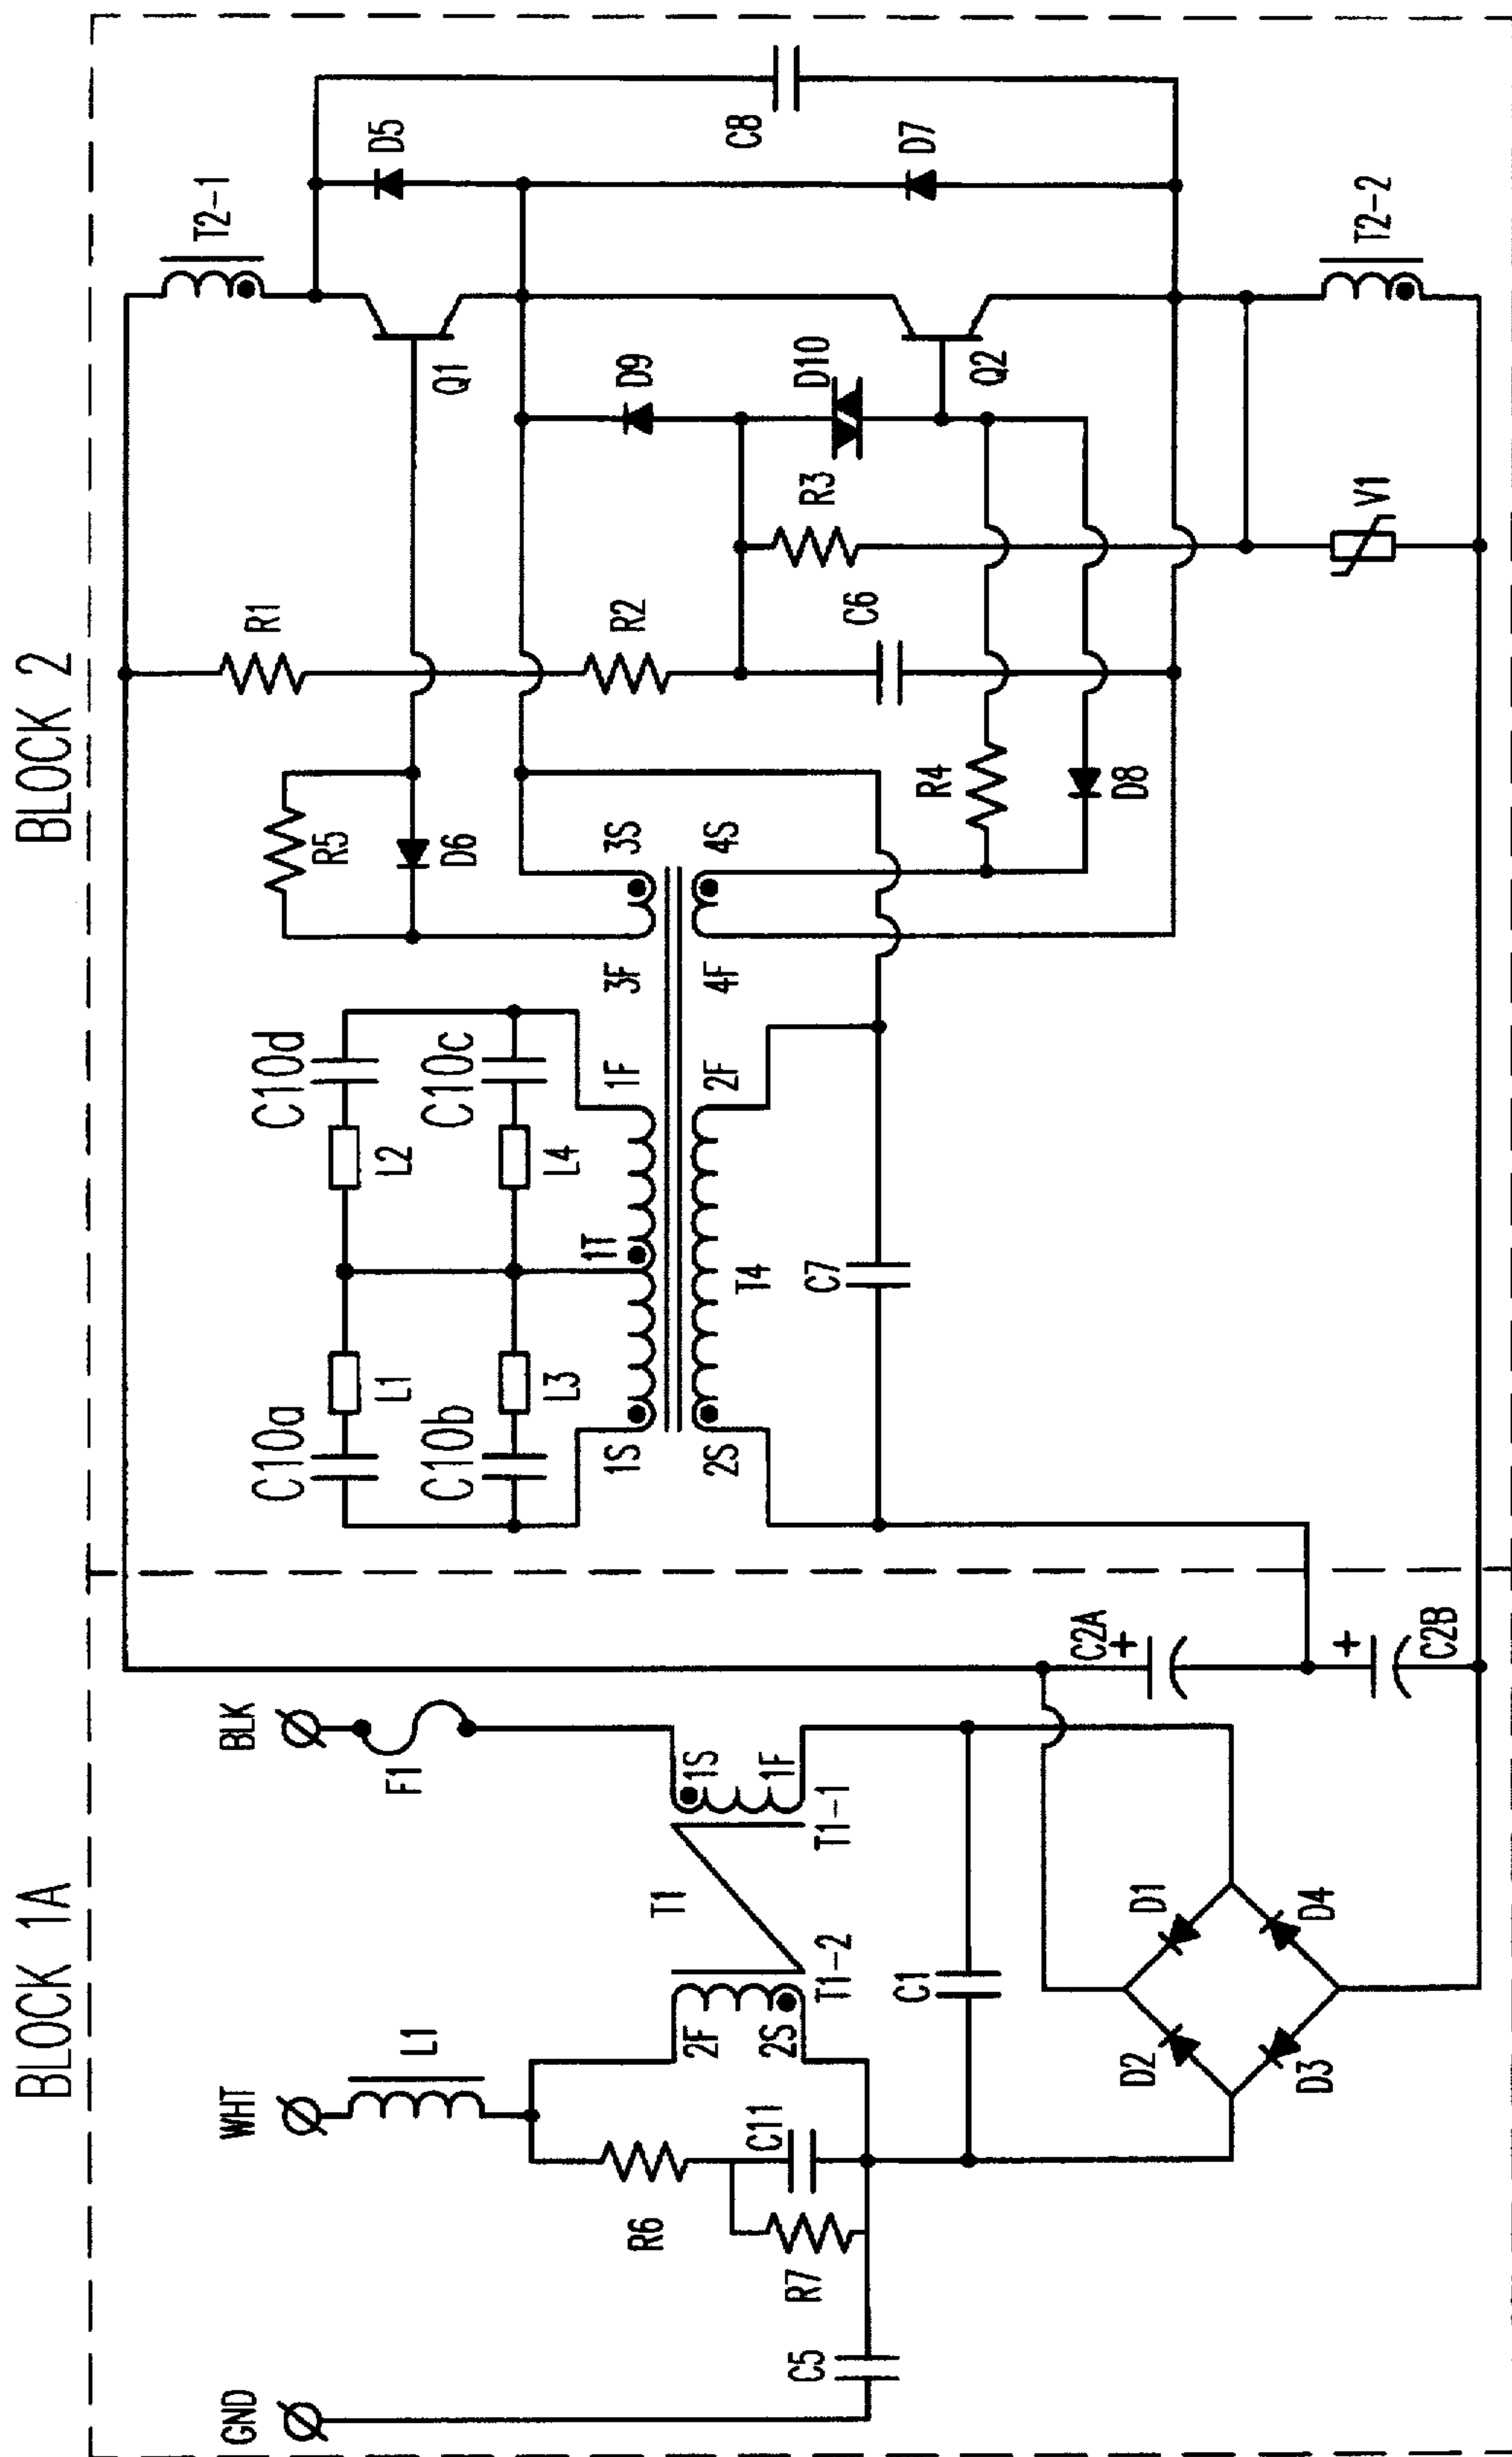 BLOCK 1A
BLOCK 2
GND
WHT
BLK
L1
F1
R6
C11
R7
C5
2F
2S
T1-2
T1
1S
1F
T1-1
C1
D1
D2
D3
D4
C2A
+
C2B
+
C10a
L1
C10b
L3
C10d
L2
C10c
L4
1S
1T
1F
2S
T4
2F
C7
R5
D6
3F
3S
4F
4S
R4
D8
R1
R2
C6
R3
D9
D10
Q1
Q2
V1
T2-1
T2-2
D5
D7
C8